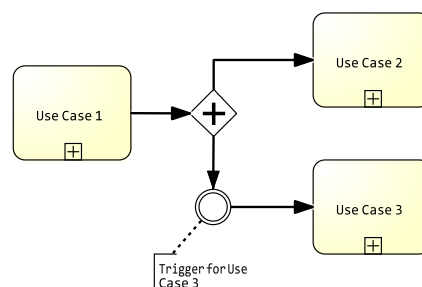 Use Case 1
Use Case 2
Use Case 3
Trigger for Use
Case 3